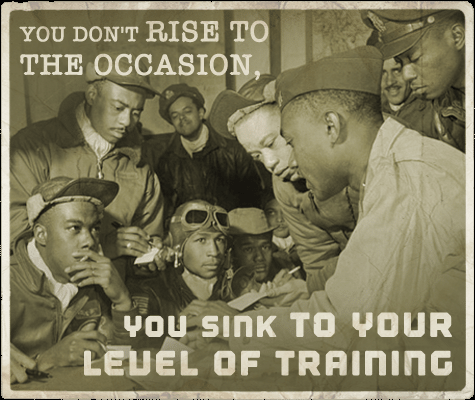 YOU DON'T RISE TO
THE OCCASION,
YOU SINK TO YOUR
LEVEL OF TRAINING